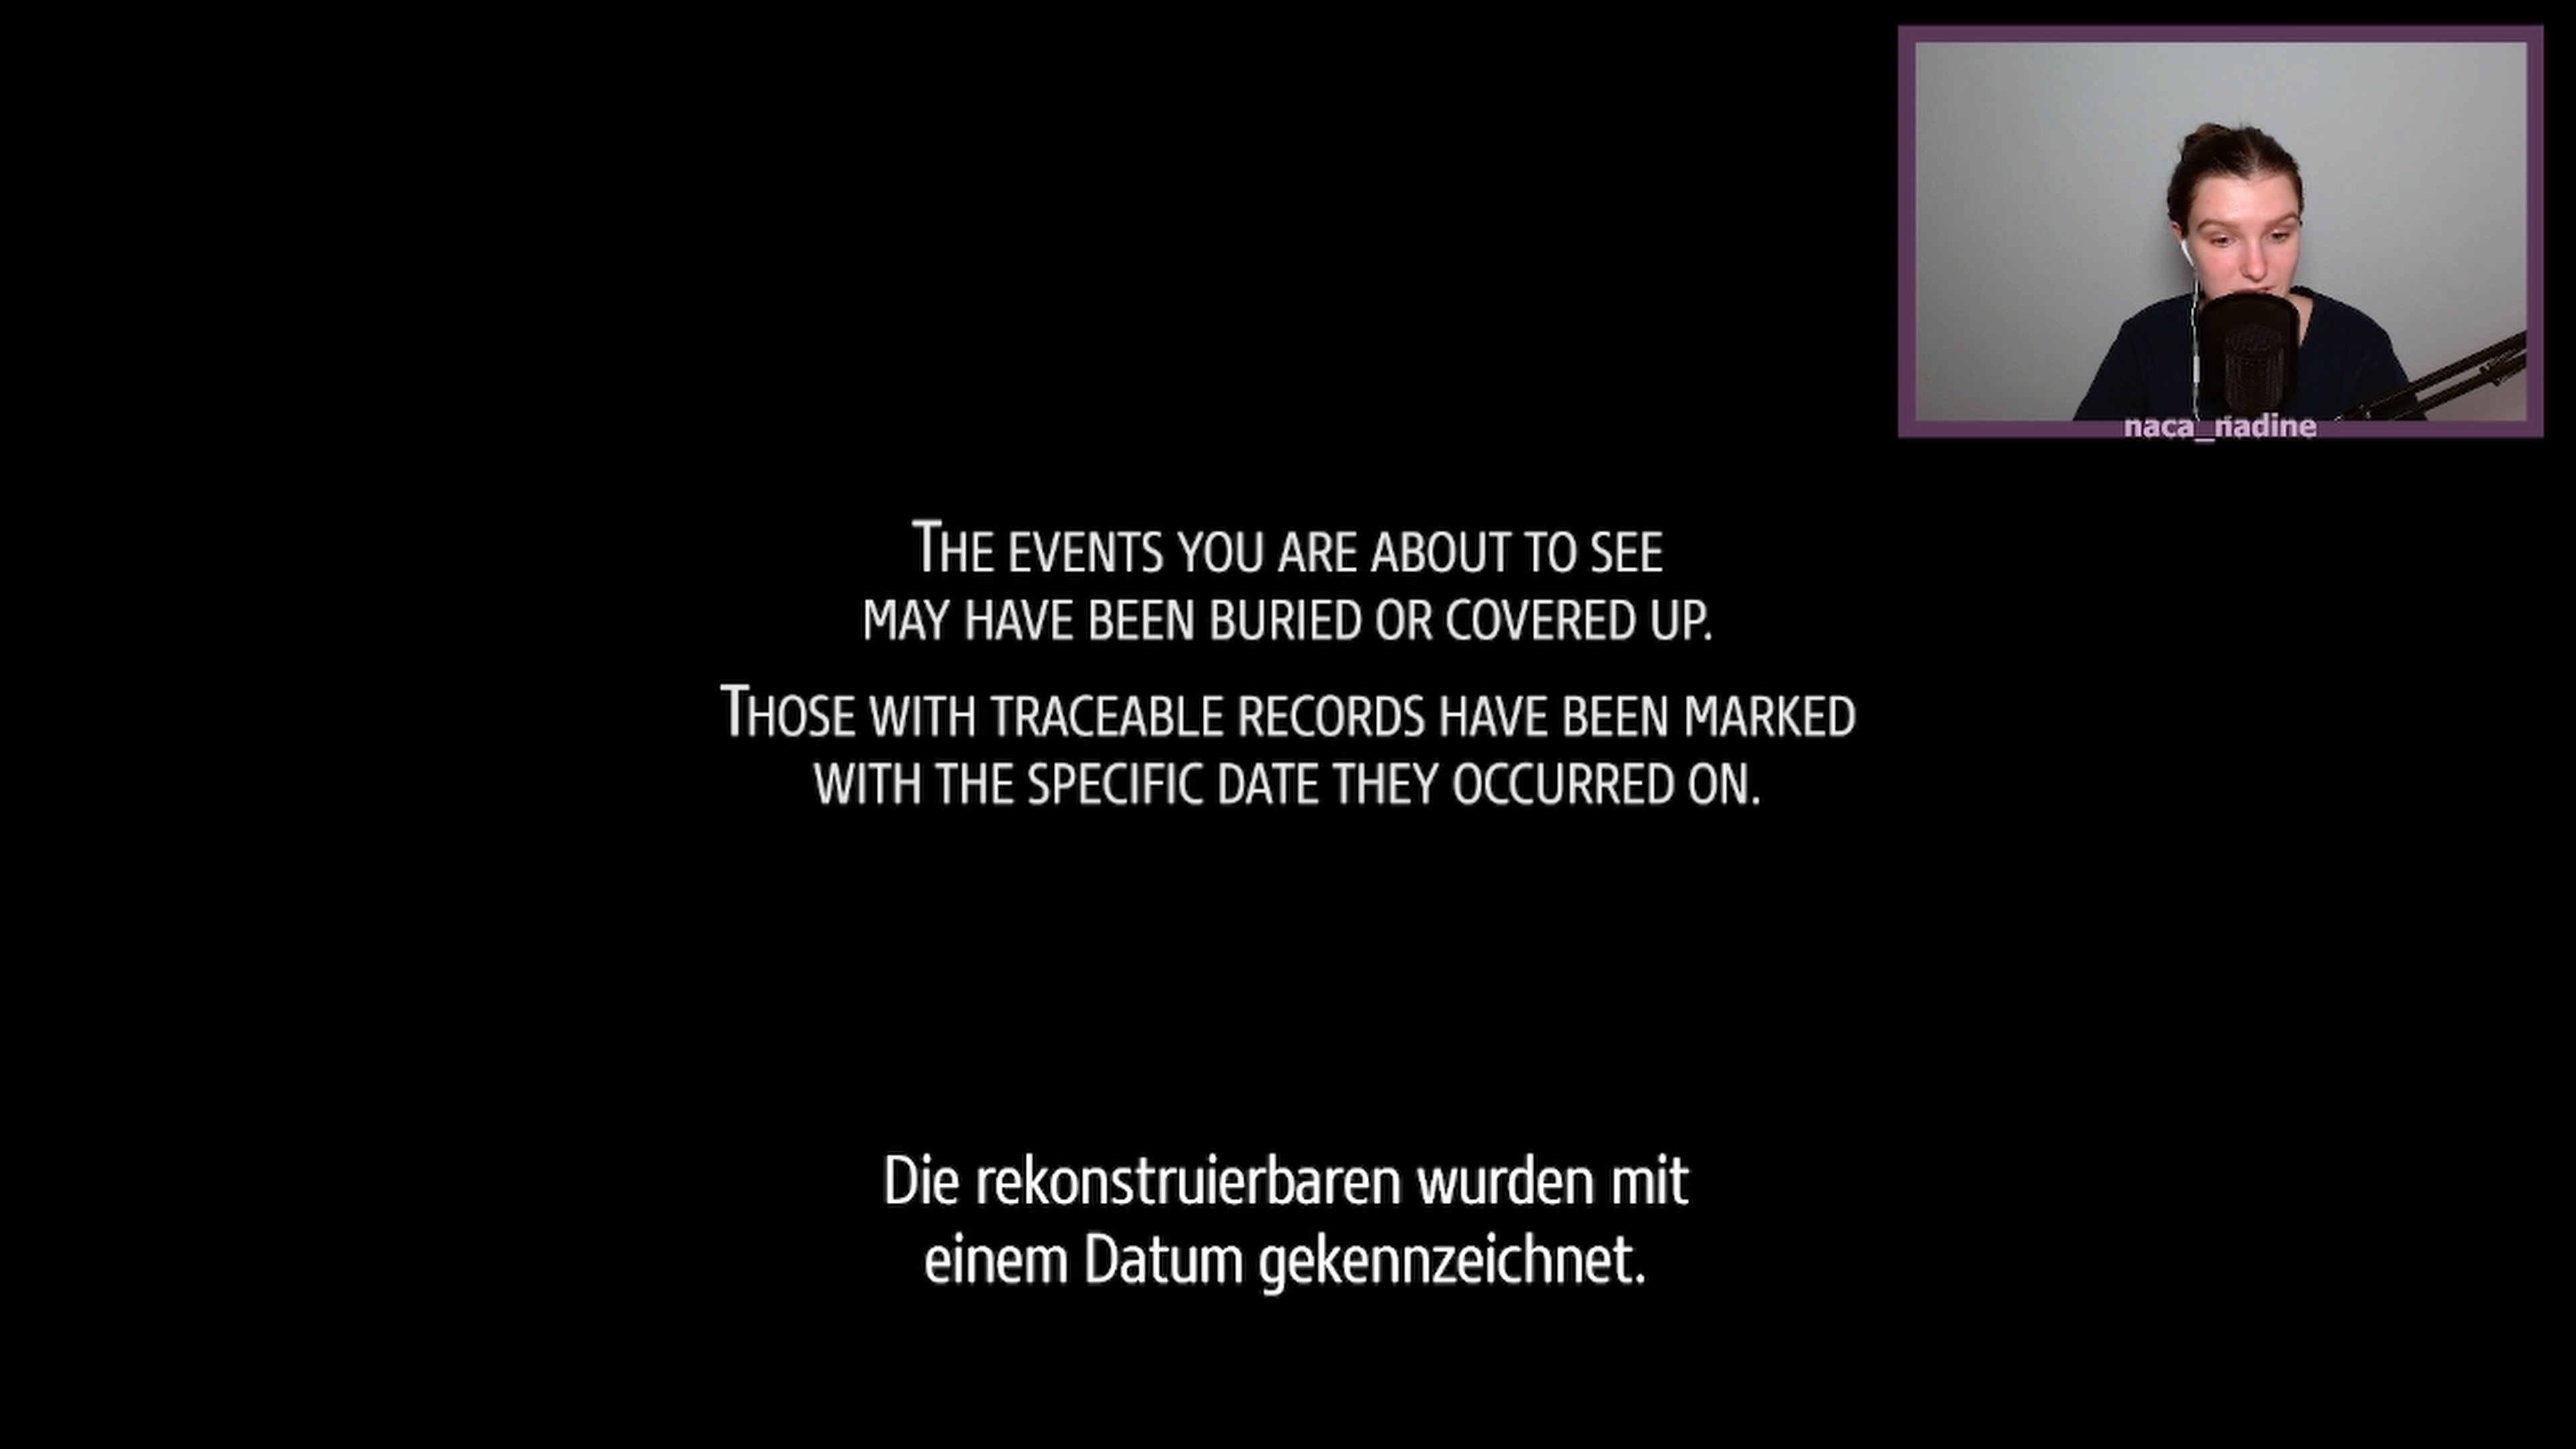 naca_nadine
THE EVENTS YOU ARE ABOUT TO SEE
MAY HAVE BEEN BURIED OR COVERED UP.
THOSE WITH TRACEABLE RECORDS HAVE BEEN MARKED
WITH THE SPECIFIC DATE THEY OCCURRED ON.
Die rekonstruierbaren wurden mit
einem Datum gekennzeichnet.